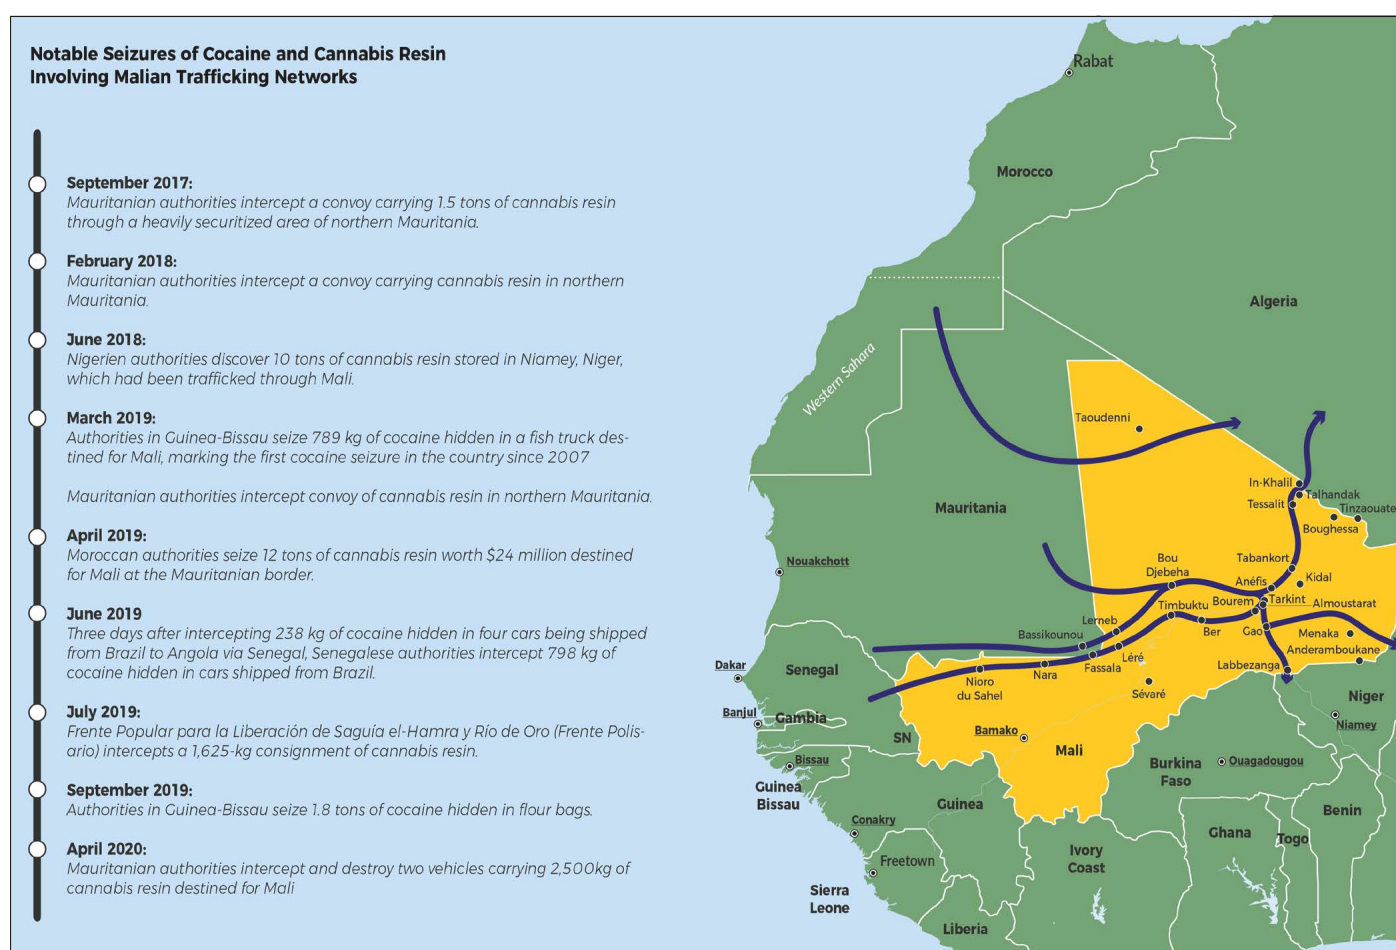 Notable Seizures of Cocaine and Cannabis Resin
Involving Malian Trafficking Networks
September 2017:
Mauritanian authorities intercept a convoy carrying 1.5 tons of cannabis resin
through a heavily securitized area of northern Mauritania.
February 2018:
Mauritanian authorities intercept a convoy carrying cannabis resin in northern
Mauritania.
June 2018:
Nigerien authorities discover 10 tons of cannabis resin stored in Niamey, Niger,
which had been trafficked through Mali.
March 2019:
Authorities in Guinea-Bissau seize 789 kg of cocaine hidden in a fish truck des-
tined for Mali, marking the first cocaine seizure in the country since 2007
Mauritanian authorities intercept convoy of cannabis resin in northern Mauritania.
April 2019:
Moroccan authorities seize 12 tons of cannabis resin worth $24 million destined
for Mali at the Mauritanian border.
June 2019
Three days after intercepting 238 kg of cocaine hidden in four cars being shipped
from Brazil to Angola via Senegal, Senegalese authorities intercept 798 kg of
cocaine hidden in cars shipped from Brazil.
July 2019:
Frente Popular para la Liberación de Saguía el-Hamra y Río de Oro (Frente Polis-
ario) intercepts a 1,625-kg consignment of cannabis resin.
September 2019:
Authorities in Guinea-Bissau seize 1.8 tons of cocaine hidden in flour bags.
April 2020:
Mauritanian authorities intercept and destroy two vehicles carrying 2,500kg of
cannabis resin destined for Mali
Rabat
Morocco
Algeria
Western Sahara
Taoudenni
In-Khalil
Talhandak
Tessalit
Tinzaouate
Boughessa
Mauritania
Nouakchott
Bou
Djebeha
Tabankort
Kidal
Anéfis
Timbuktu
Bourem
Tarkint
Almoustarat
Lerneb
Ber
Gao
Menaka
Bassikounou
Anderamboukane
Léré
Fassala
Labbezanga
Dakar
Senegal
Nioro
du Sahel
Nara
Sévaré
Niger
Banjul
Gambia
Niamey
SN
Bamako
Mali
Bissau
Burkina
Faso
Ouagadougou
Guinea
Bissau
Guinea
Benin
Conakry
Ghana
Togo
Freetown
Ivory
Coast
Sierra
Leone
Liberia